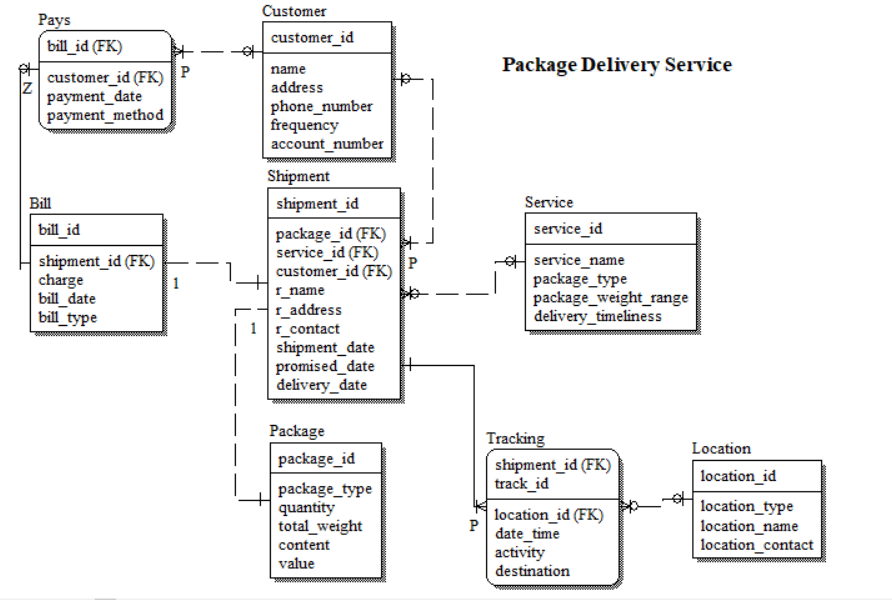 Pays
bill_id (FK)
customer_id (FK)
payment_date
payment_method
P
Z
Customer
customer_id
name
address
phone_number
frequency
account_number
Package Delivery Service
Bill
bill_id
shipment_id (FK)
charge
bill_date
bill_type
1
Shipment
shipment_id
package_id (FK)
service_id (FK)
customer_id (FK)
r_name
r_address
r_contact
shipment_date
promised_date
delivery_date
P
1
Service
service_id
service_name
package_type
package_weight_range
delivery_timeliness
Package
package_id
package_type
quantity
total_weight
content
value
Tracking
shipment_id (FK)
track_id
location_id (FK)
date_time
activity
destination
P
Location
location_id
location_type
location_name
location_contact